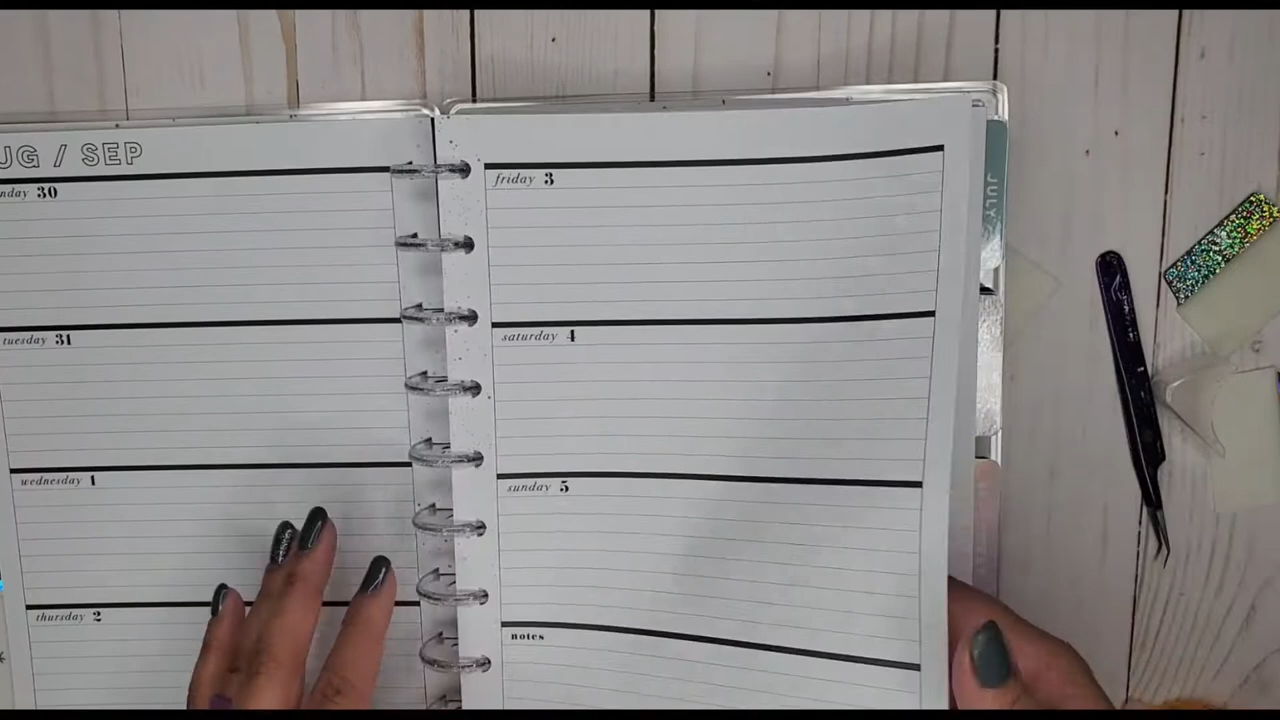 UG / SEP
nday 30
tuesday 31
wednesday 1
thursday 2
friday 3
saturday 4
sunday 5
notes
JULY